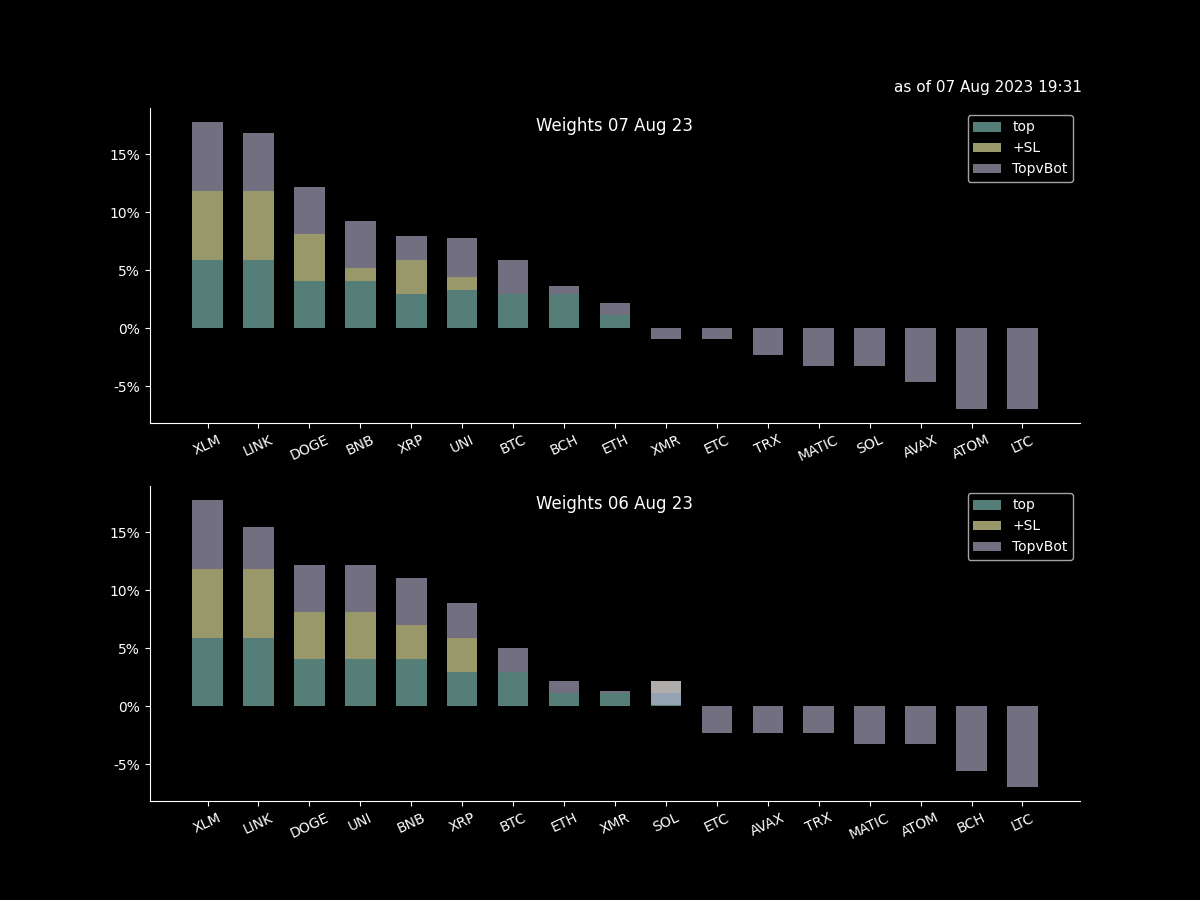 as of 07 Aug 2023 19:31
Weights 07 Aug 23
top
+SL
TopvBot
15%
10%
5%
0%
-5%
XLM LINK DOGE BNB XRP UNI BTC BCH ETH XMR ETC TRX MATIC SOL AVAX ATOM LTC
Weights 06 Aug 23
top
+SL
TopvBot
15%
10%
5%
0%
-5%
XLM LINK DOGE UNI BNB XRP BTC ETH XMR SOL ETC AVAX TRX MATIC ATOM BCH LTC